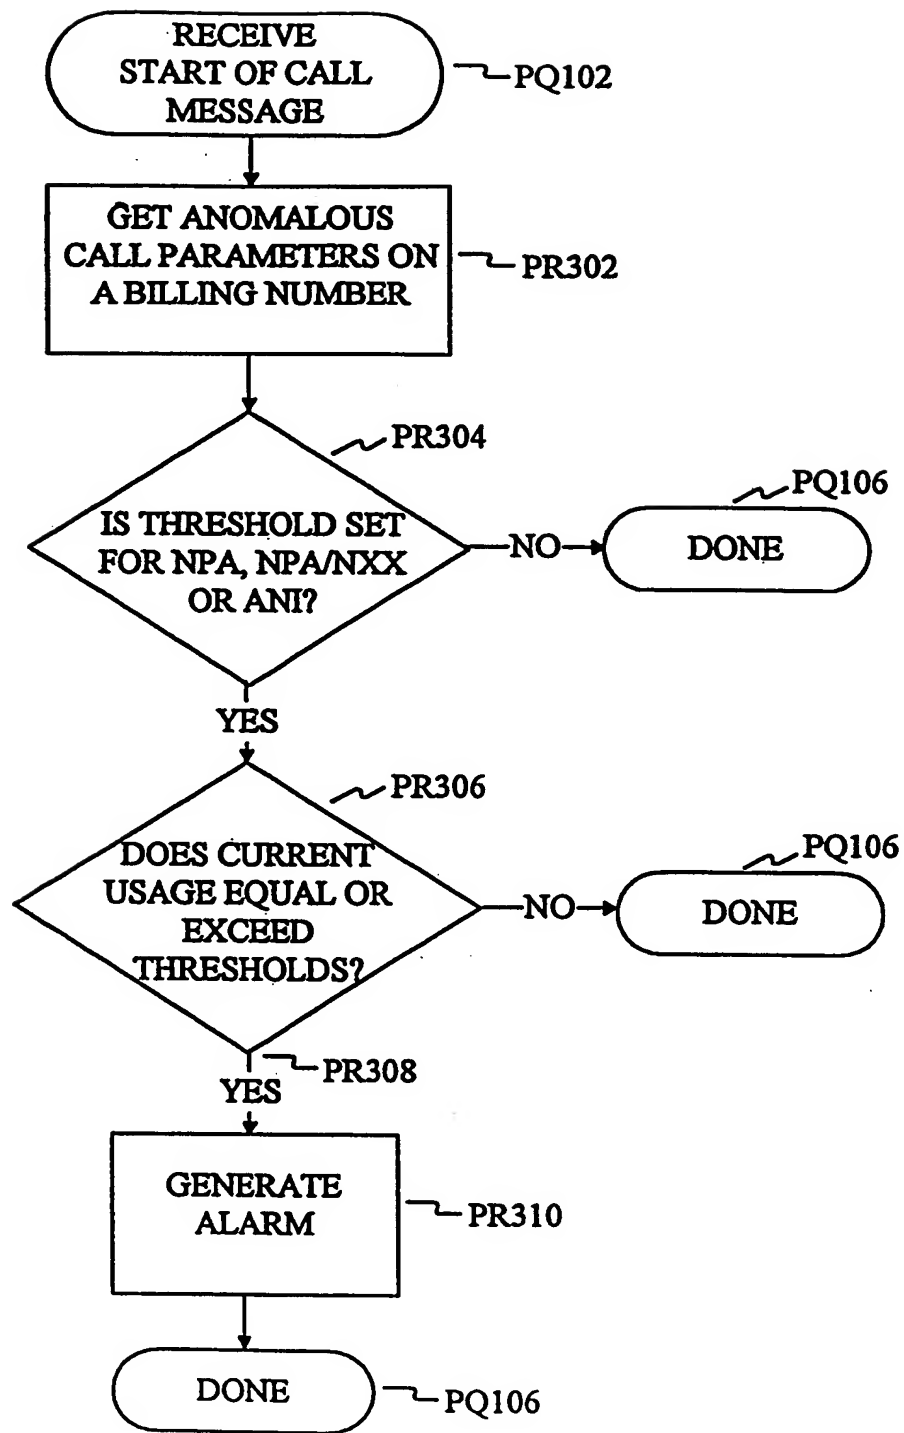 RECEIVE
START OF CALL
MESSAGE
PQ102
GET ANOMALOUS
CALL PARAMETERS ON
A BILLING NUMBER
PR302
PR304
IS THRESHOLD SET
FOR NPA, NPA/NXX
OR ANI?
NO
PQ106
DONE
YES
PR306
DOES CURRENT
USAGE EQUAL OR
EXCEED
THRESHOLDS?
NO
PQ106
DONE
PR308
YES
GENERATE
ALARM
PR310
DONE
PQ106